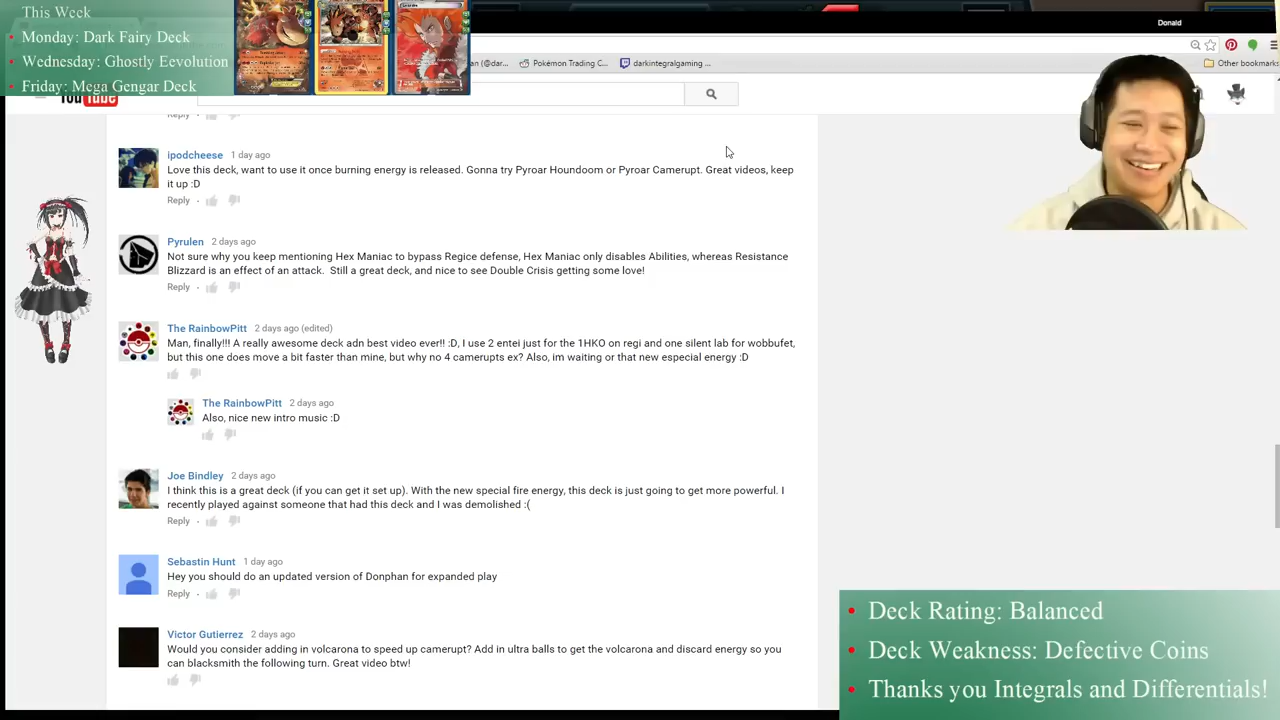 This Week
• Monday: Dark Fairy Deck
• Wednesday: Ghostly Eevolution
• Friday: Mega Gengar Deck
Donald
an (@dar...
Pokémon Trading C...
darkintegralgaming ...
Other bookmarks
YouTube
Reply
ipodcheese 1 day ago
Love this deck, want to use it once burning energy is released. Gonna try Pyroar Houndoom or Pyroar Camerupt. Great videos, keep
it up :D
Reply
Pyrulen 2 days ago
Not sure why you keep mentioning Hex Maniac to bypass Regice defense, Hex Maniac only disables Abilities, whereas Resistance
Blizzard is an effect of an attack. Still a great deck, and nice to see Double Crisis getting some love!
Reply
The RainbowPitt 2 days ago (edited)
Man, finally!!! A really awesome deck adn best video ever!! :D, I use 2 entei just for the 1HKO on regi and one silent lab for wobbufet,
but this one does move a bit faster than mine, but why no 4 camerupts ex? Also, im waiting or that new especial energy :D
The RainbowPitt 2 days ago
Also, nice new intro music :D
Joe Bindley 2 days ago
I think this is a great deck (if you can get it set up). With the new special fire energy, this deck is just going to get more powerful. I
recently played against someone that had this deck and I was demolished :(
Reply
Sebastin Hunt 1 day ago
Hey you should do an updated version of Donphan for expanded play
Reply
Victor Gutierrez 2 days ago
Would you consider adding in volcarona to speed up camerupt? Add in ultra balls to get the volcarona and discard energy so you
can blacksmith the following turn. Great video btw!
• Deck Rating: Balanced
• Deck Weakness: Defective Coins
• Thanks you Integrals and Differentials!